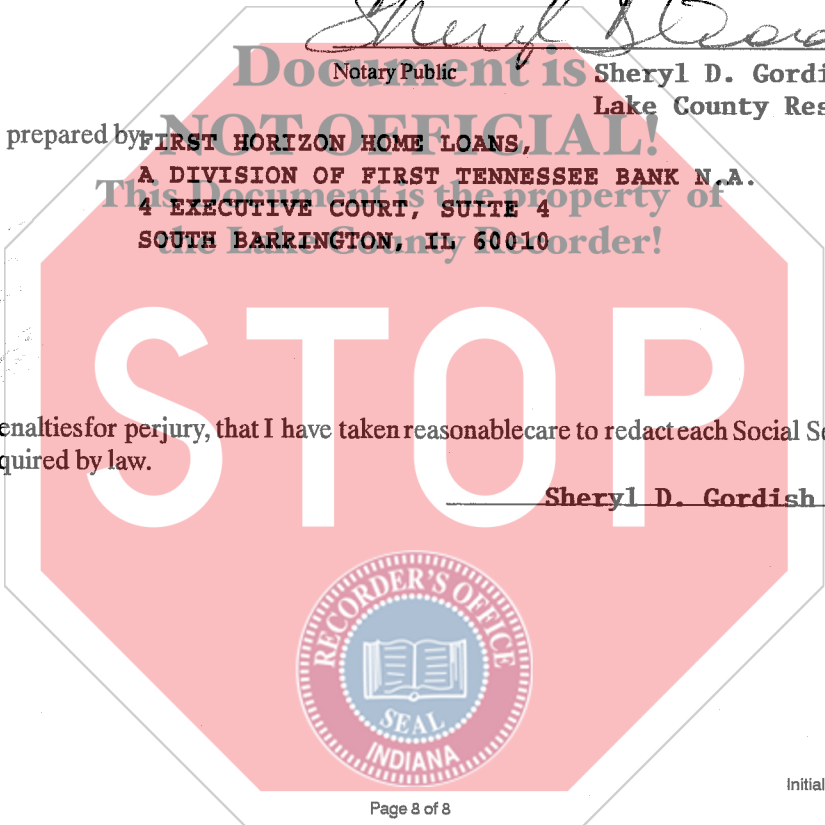 Sheryl D.
Document is
Notary Public
Sheryl D. Gordi
Lake County Res
prepared by:
NOT OFFICIAL!
FIRST HORIZON HOME LOANS,
A DIVISION OF FIRST TENNESSEE BANK N.A.
This Document is the property of
4 EXECUTIVE COURT, SUITE 4
SOUTH BARRINGTON, IL 60010
the Lake County Recorder!
STOP
enalties for perjury, that I have taken reasonable care to redact each Social Se
quired by law.
Sheryl D. Gordish
RECORDER'S OFFICE
SEAL
INDIANA
Initial
Page 8 of 8